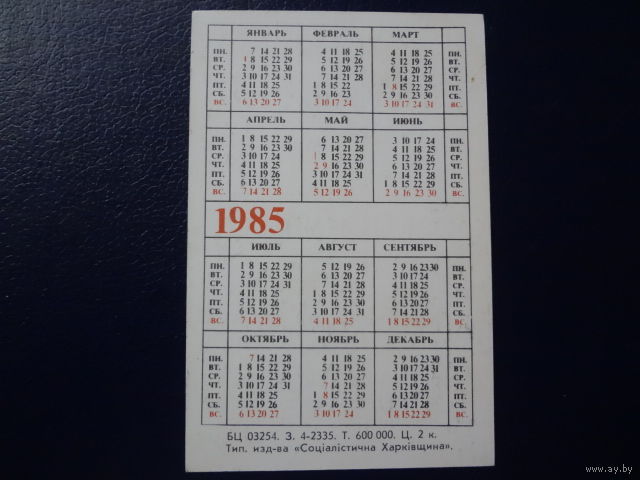 ЯНВАРЬ ФЕВРАЛЬ МАРТ
ПН. 7 14 21 28 4 11 18 25 4 11 18 25 ПН.
ВТ. 1 8 15 22 29 5 12 19 26 5 12 19 26 ВТ.
СР. 2 9 16 23 30 6 13 20 27 6 13 20 27 СР.
ЧТ. 3 10 17 24 31 7 14 21 28 7 14 21 28 ЧТ.
ПТ. 4 11 18 25 1 8 15 22 1 8 15 22 29 ПТ.
СБ. 5 12 19 26 2 9 16 23 2 9 16 23 30 СБ.
ВС. 6 13 20 27 3 10 17 24 3 10 17 24 31 ВС.
АПРЕЛЬ МАЙ ИЮНЬ
ПН. 1 8 15 22 29 6 13 20 27 3 10 17 24 ПН.
ВТ. 2 9 16 23 30 7 14 21 28 4 11 18 25 ВТ.
СР. 3 10 17 24 1 8 15 22 29 5 12 19 26 СР.
ЧТ. 4 11 18 25 2 9 16 23 30 6 13 20 27 ЧТ.
ПТ. 5 12 19 26 3 10 17 24 31 7 14 21 28 ПТ.
СБ. 6 13 20 27 4 11 18 25 1 8 15 22 29 СБ.
ВС. 7 14 21 28 5 12 19 26 2 9 16 23 30 ВС.
1985
ИЮЛЬ АВГУСТ СЕНТЯБРЬ
ПН. 1 8 15 22 29 5 12 19 26 2 9 16 23 30 ПН.
ВТ. 2 9 16 23 30 6 13 20 27 3 10 17 24 ВТ.
СР. 3 10 17 24 31 7 14 21 28 4 11 18 25 СР.
ЧТ. 4 11 18 25 1 8 15 22 29 5 12 19 26 ЧТ.
ПТ. 5 12 19 26 2 9 16 23 30 6 13 20 27 ПТ.
СБ. 6 13 20 27 3 10 17 24 31 7 14 21 28 СБ.
ВС. 7 14 21 28 4 11 18 25 1 8 15 22 29 ВС.
ОКТЯБРЬ НОЯБРЬ ДЕКАБРЬ
ПН. 7 14 21 28 4 11 18 25 2 9 16 23 30 ПН.
ВТ. 1 8 15 22 29 5 12 19 26 3 10 17 24 31 ВТ.
СР. 2 9 16 23 30 6 13 20 27 4 11 18 25 СР.
ЧТ. 3 10 17 24 31 7 14 21 28 5 12 19 26 ЧТ.
ПТ. 4 11 18 25 1 8 15 22 29 6 13 20 27 ПТ.
СБ. 5 12 19 26 2 9 16 23 30 7 14 21 28 СБ.
ВС. 6 13 20 27 3 10 17 24 1 8 15 22 29 ВС.
БЦ 03254. З. 4-2335. Т. 600 000. Ц. 2 к.
Тип. изд-ва «Соціалістична Харківщина».
www.ay.by